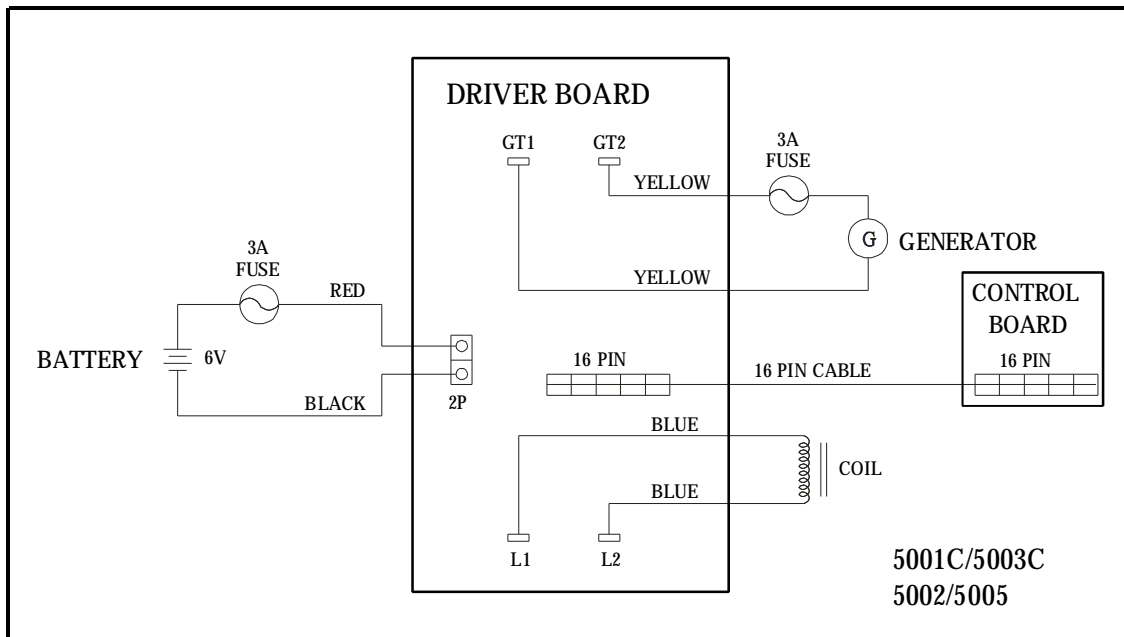 DRIVER BOARD
GT1
GT2
3A
FUSE
YELLOW
G
GENERATOR
YELLOW
3A
FUSE
RED
BATTERY
6V
BLACK
2P
16 PIN
16 PIN CABLE
CONTROL
BOARD
16 PIN
BLUE
COIL
BLUE
L1
L2
5001C/5003C
5002/5005